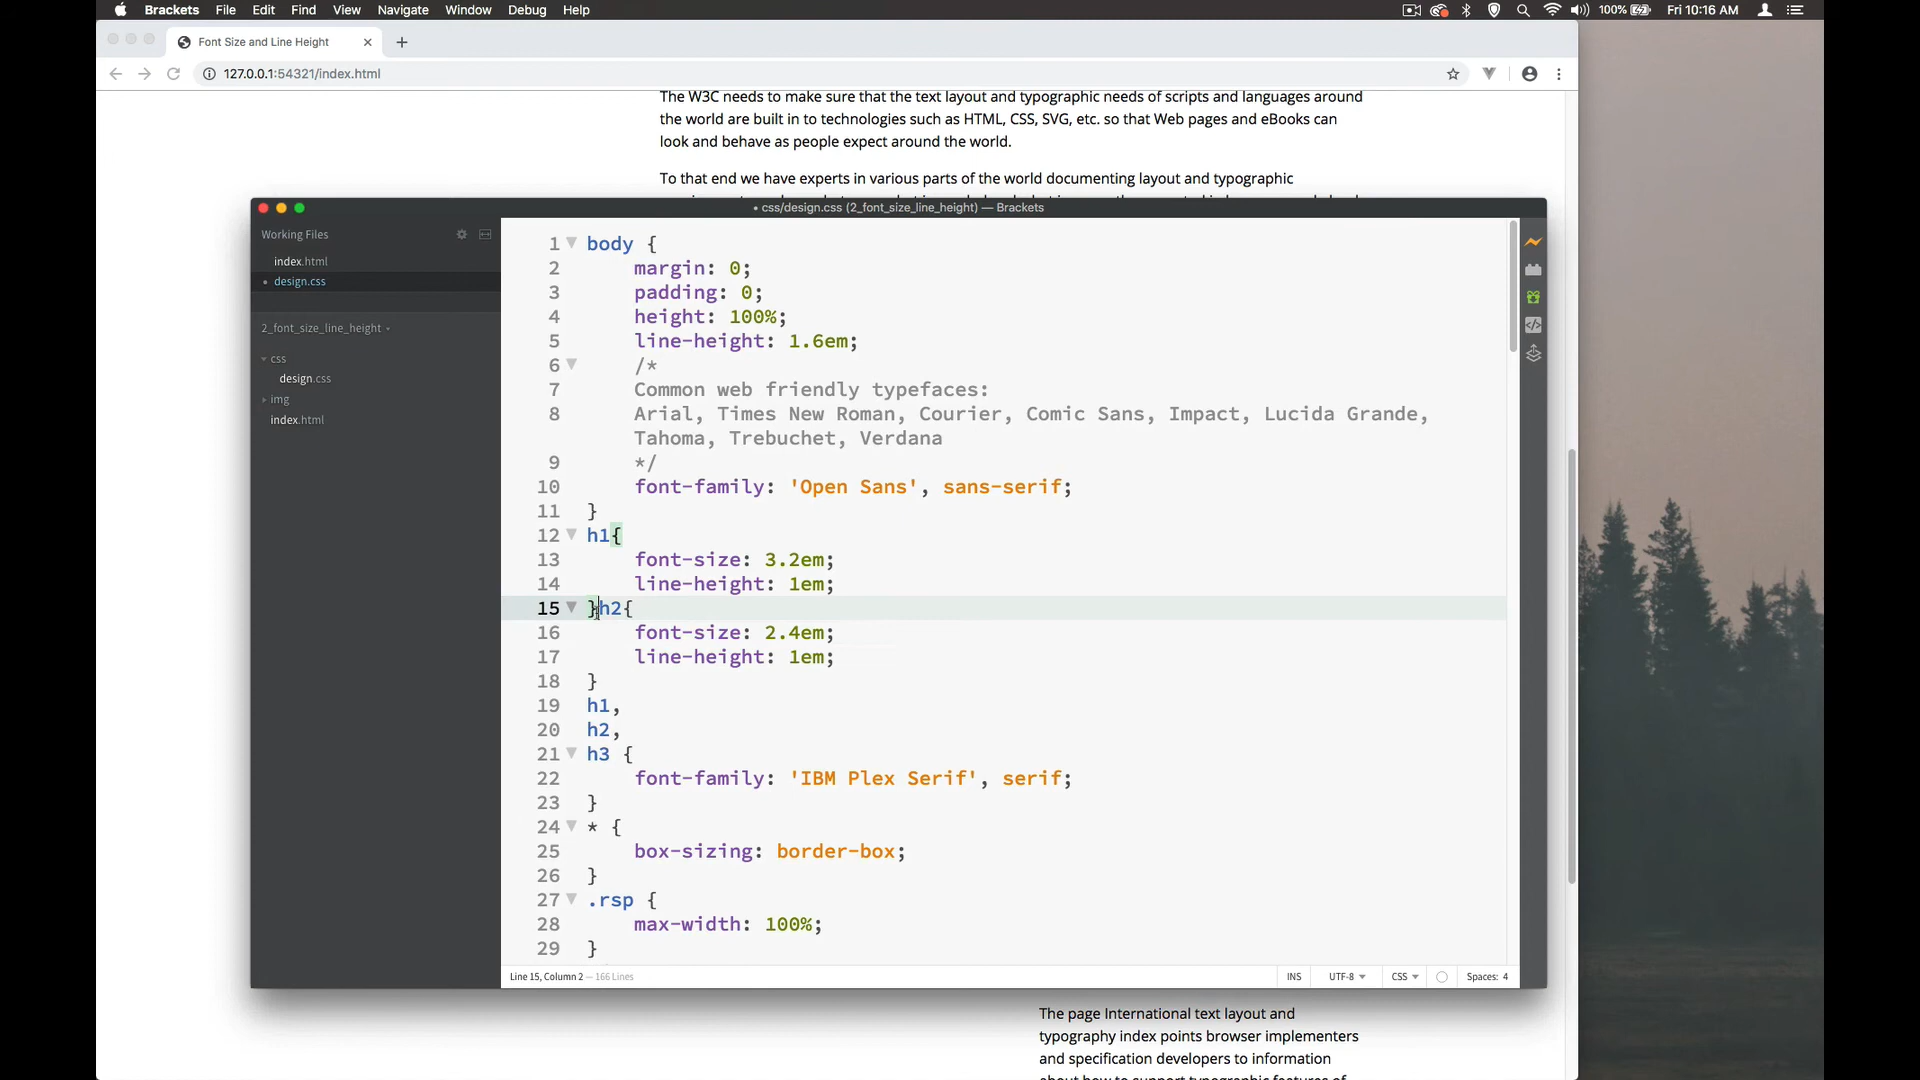 Brackets File Edit Find View Navigate Window Debug Help 100% Fri 10:16 AM
Font Size and Line Height
127.0.0.1:54321/index.html
The W3C needs to make sure that the text layout and typographic needs of scripts and languages around
the world are built in to technologies such as HTML, CSS, SVG, etc. so that Web pages and eBooks can
look and behave as people expect around the world.
To that end we have experts in various parts of the world documenting layout and typographic
• css/design.css (2_font_size_line_height) — Brackets
Working Files
index.html
design.css
2_font_size_line_height
css
design.css
img
index.html
1 body {
2 margin: 0;
3 padding: 0;
4 height: 100%;
5 line-height: 1.6em;
6 /*
7 Common web friendly typefaces:
8 Arial, Times New Roman, Courier, Comic Sans, Impact, Lucida Grande,
Tahoma, Trebuchet, Verdana
9 */
10 font-family: 'Open Sans', sans-serif;
11 }
12 h1{
13 font-size: 3.2em;
14 line-height: 1em;
15 }h2{
16 font-size: 2.4em;
17 line-height: 1em;
18 }
19 h1,
20 h2,
21 h3 {
22 font-family: 'IBM Plex Serif', serif;
23 }
24 * {
25 box-sizing: border-box;
26 }
27 .rsp {
28 max-width: 100%;
29 }
Line 15, Column 2 — 166 Lines INS UTF-8 CSS Spaces: 4
The page International text layout and
typography index points browser implementers
and specification developers to information